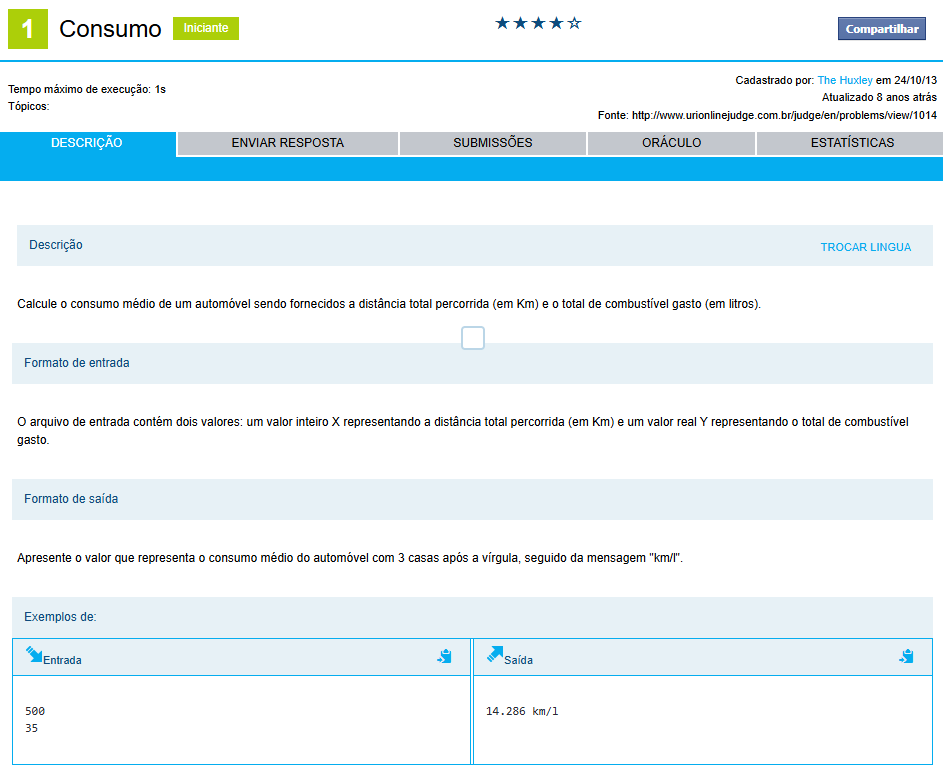 1 Consumo Iniciante ★★★★☆ Compartilhar
Tempo máximo de execução: 1s
Tópicos:
Cadastrado por: The Huxley em 24/10/13
Atualizado 8 anos atrás
Fonte: http://www.urionlinejudge.com.br/judge/en/problems/view/1014
DESCRIÇÃO ENVIAR RESPOSTA SUBMISSÕES ORÁCULO ESTATÍSTICAS
Descrição TROCAR LINGUA
Calcule o consumo médio de um automóvel sendo fornecidos a distância total percorrida (em Km) e o total de combustível gasto (em litros).
Formato de entrada
O arquivo de entrada contém dois valores: um valor inteiro X representando a distância total percorrida (em Km) e um valor real Y representando o total de combustível
gasto.
Formato de saída
Apresente o valor que representa o consumo médio do automóvel com 3 casas após a vírgula, seguido da mensagem "km/l".
Exemplos de:
Entrada
500
35
Saída
14.286 km/l